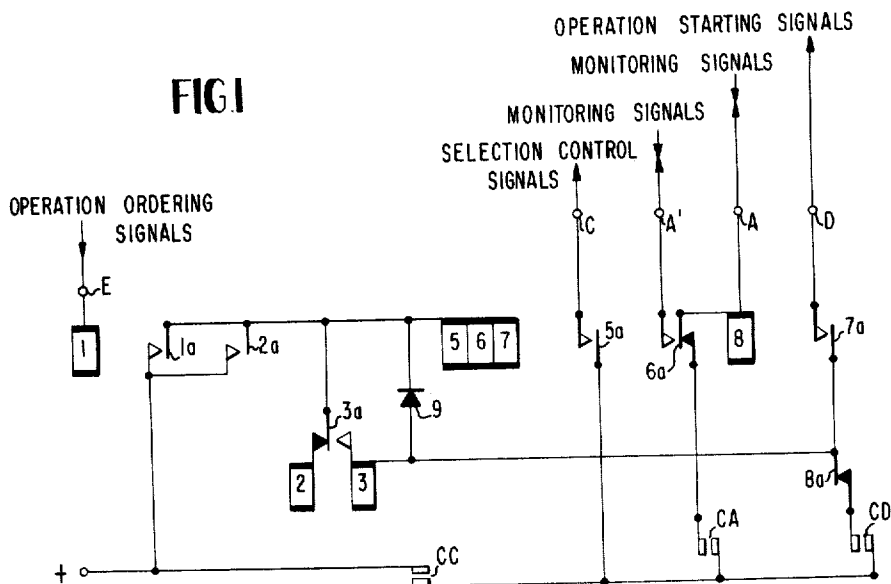 OPERATION STARTING SIGNALS
MONITORING SIGNALS
FIG.1
MONITORING SIGNALS
SELECTION CONTROL
SIGNALS
OPERATION ORDERING
SIGNALS
C
A'
A
D
E
1
1a
2a
5
6
7
5a
6a
8
7a
3a
9
2
3
8a
CA
CD
CC
+